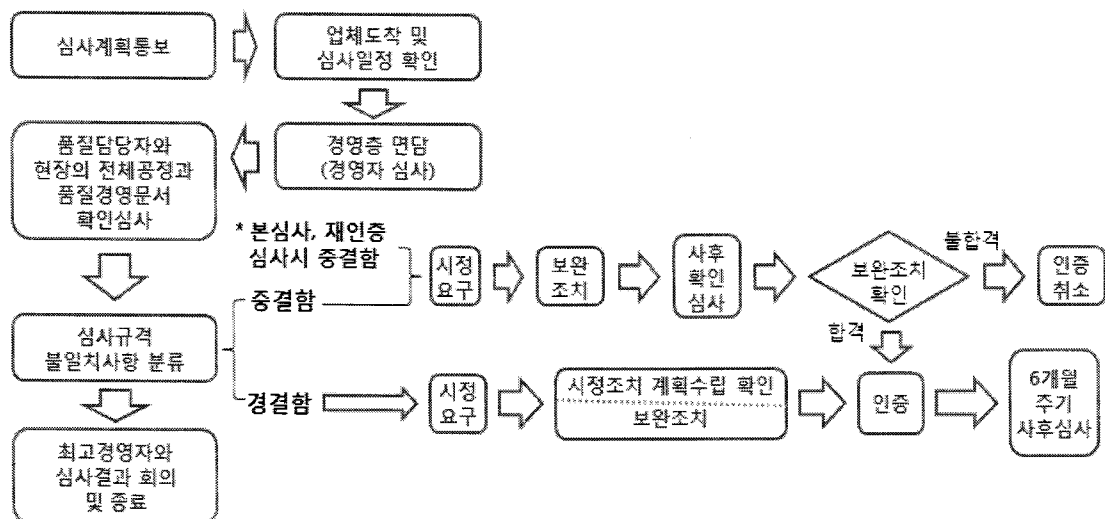 심사계획통보
업체도착 및
심사일정 확인
경영층 면담
(경영자 심사)
품질담당자와
현장의 전체공정과
품질경영문서
확인심사
심사규격
불일치사항 분류
최고경영자와
심사결과 회의
및 종료
* 본심사, 재인증
심사시 중결함
중결함
시정
요구
보완
조치
사후
확인
심사
보완조치
확인
불합격
인증
취소
합격
경결함
시정
요구
시정조치 계획수립 확인
보완조치
인증
6개월
주기
사후심사